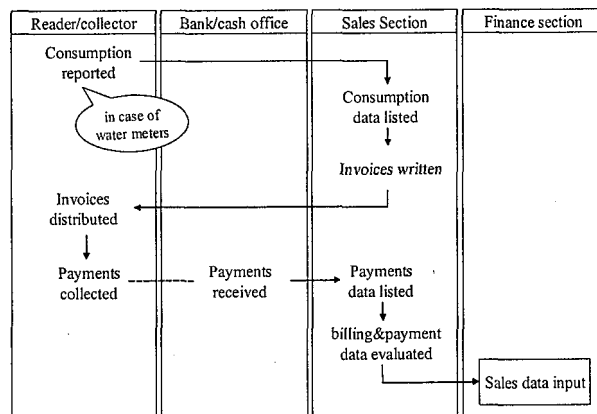 Reader/collector
Bank/cash office
Sales Section
Finance section
Consumption
reported
in case of
water meters
Consumption
data listed
Invoices written
Invoices
distributed
Payments
collected
Payments
received
Payments
data listed
billing&payment
data evaluated
Sales data input